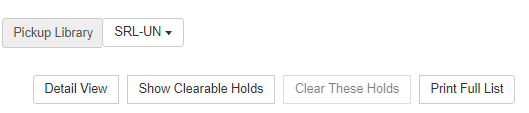 Pickup Library SRL-UN
Detail View Show Clearable Holds Clear These Holds Print Full List